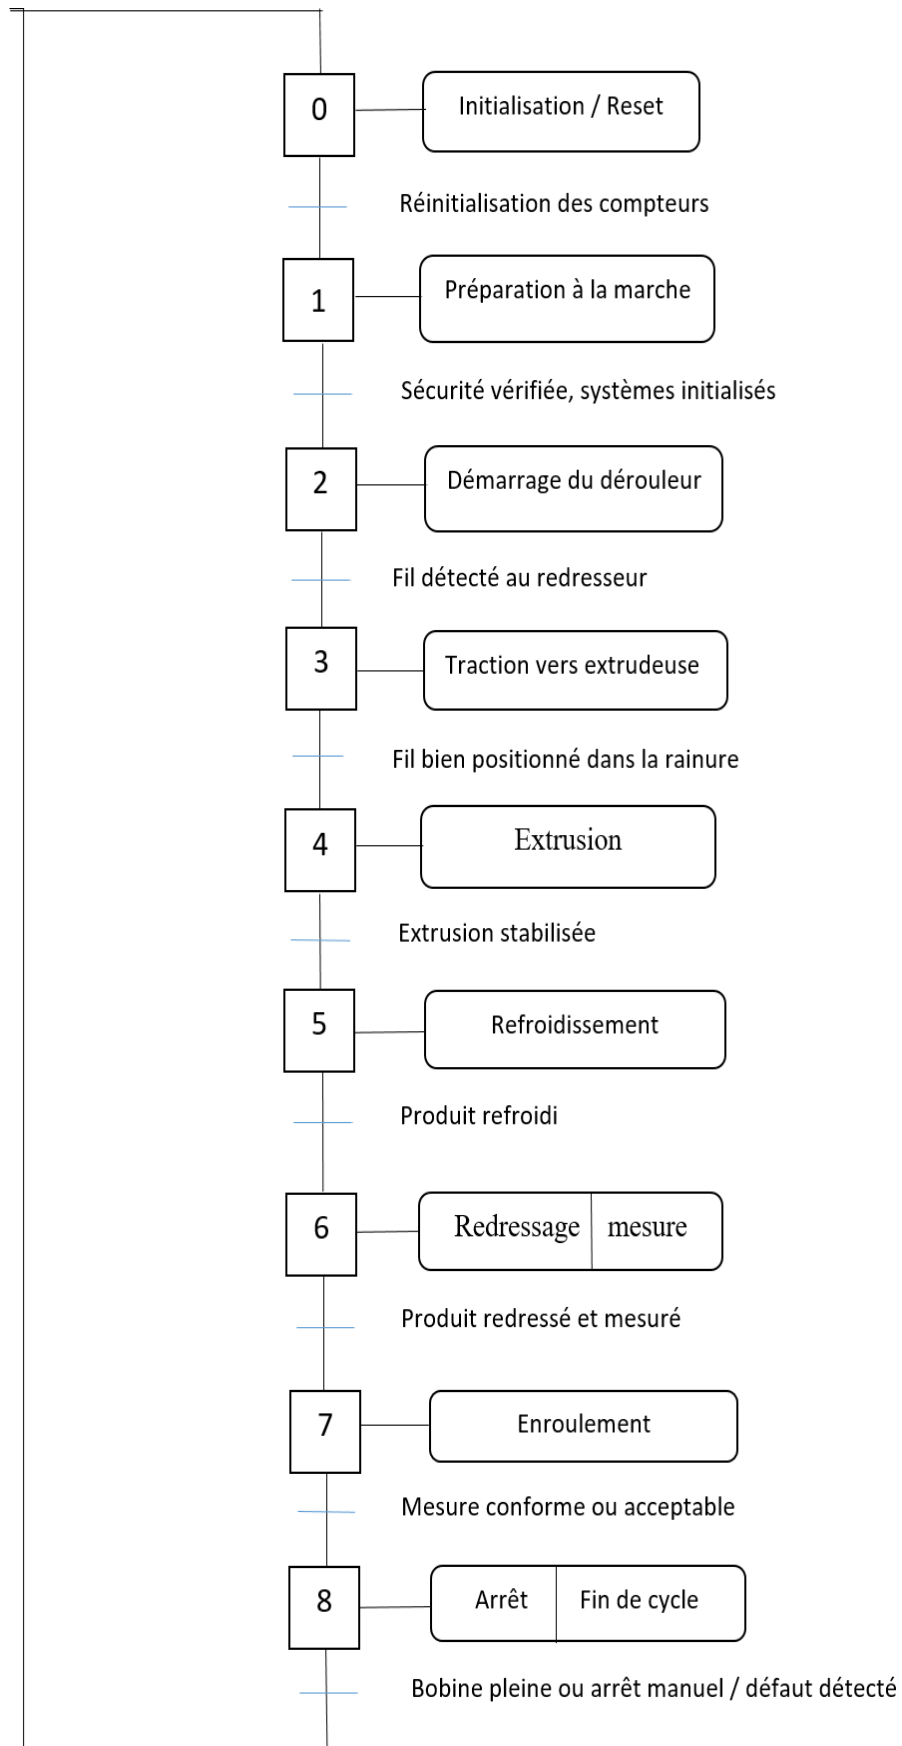 0
Initialisation / Reset
Réinitialisation des compteurs
1
Préparation à la marche
Sécurité vérifiée, systèmes initialisés
2
Démarrage du dérouleur
Fil détecté au redresseur
3
Traction vers extrudeuse
Fil bien positionné dans la rainure
4
Extrusion
Extrusion stabilisée
5
Refroidissement
Produit refroidi
6
Redressage mesure
Produit redressé et mesuré
7
Enroulement
Mesure conforme ou acceptable
8
Arrêt Fin de cycle
Bobine pleine ou arrêt manuel / défaut détecté